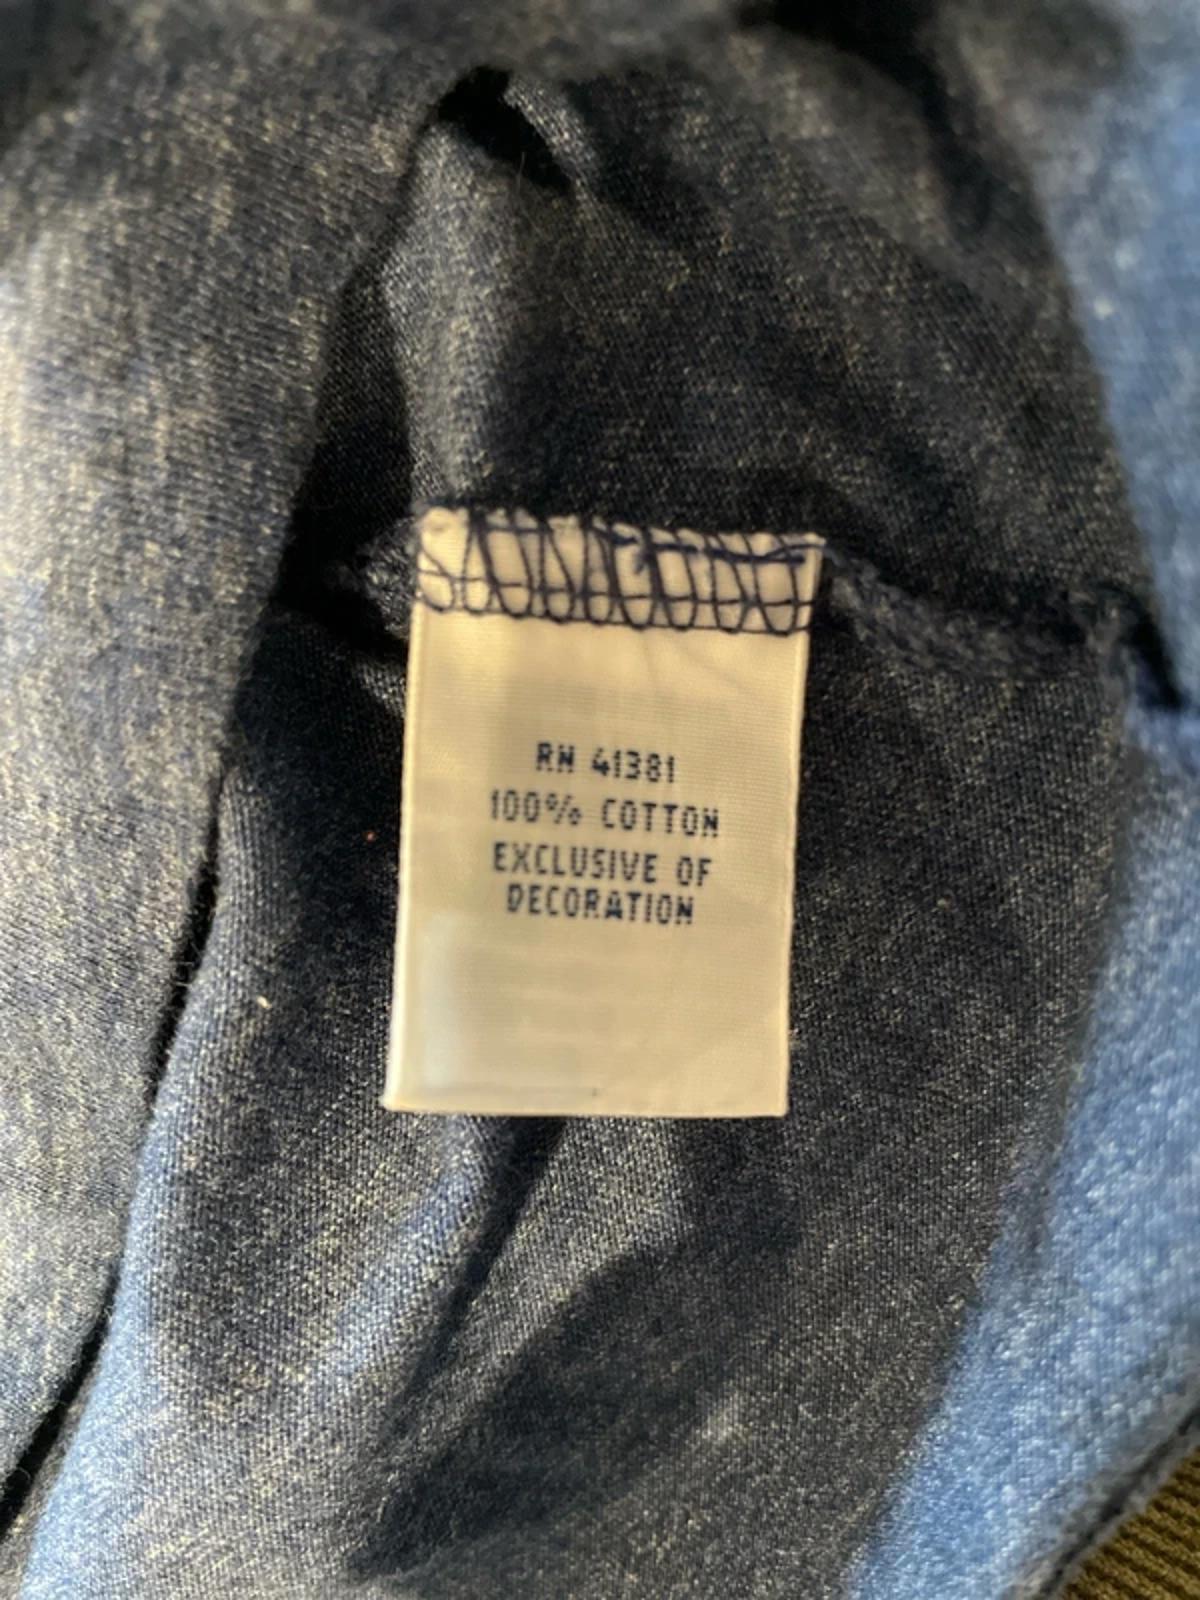 RN 41381
100% COTTON
EXCLUSIVE OF
DECORATION